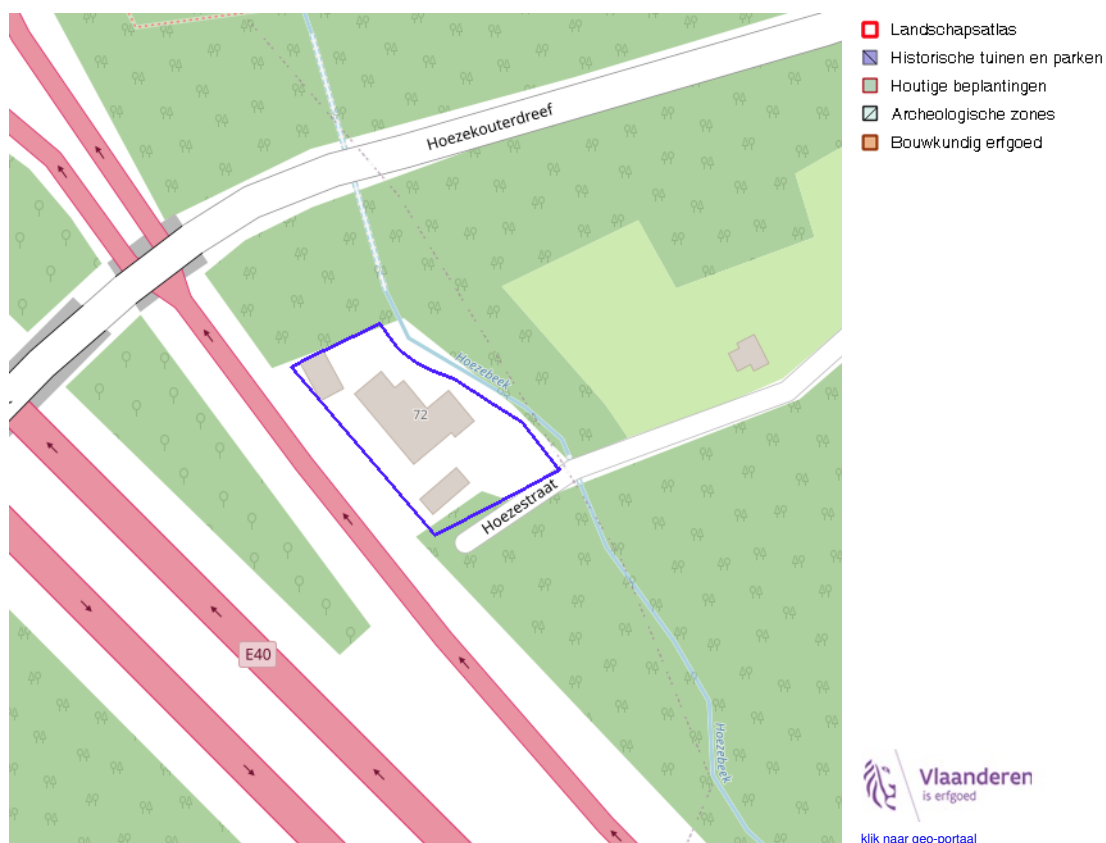 Landschapsatlas
Historische tuinen en parken
Houtige beplantingen
Archeologische zones
Bouwkundig erfgoed
Hoezekouterdreef
Hoezebeek
72
Hoezestraat
E40
Hoezebeek
Vlaanderen
is erfgoed
klik naar geo-portaal